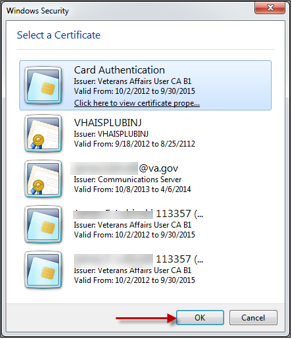 Windows Security
Select a Certificate
Card Authentication
Issuer: Veterans Affairs User CA B1
Valid From: 10/2/2012 to 9/30/2015
Click here to view certificate prope...
VHAISPLUBINJ
Issuer: VHAISPLUBINJ
Valid From: 9/18/2012 to 8/25/2112
@va.gov
Issuer: Communications Server
Valid From: 10/8/2013 to 4/6/2014
113357 (...
Issuer: Veterans Affairs User CA B1
Valid From: 10/2/2012 to 9/30/2015
113357 (...
Issuer: Veterans Affairs User CA B1
Valid From: 10/2/2012 to 9/30/2015
OK
Cancel